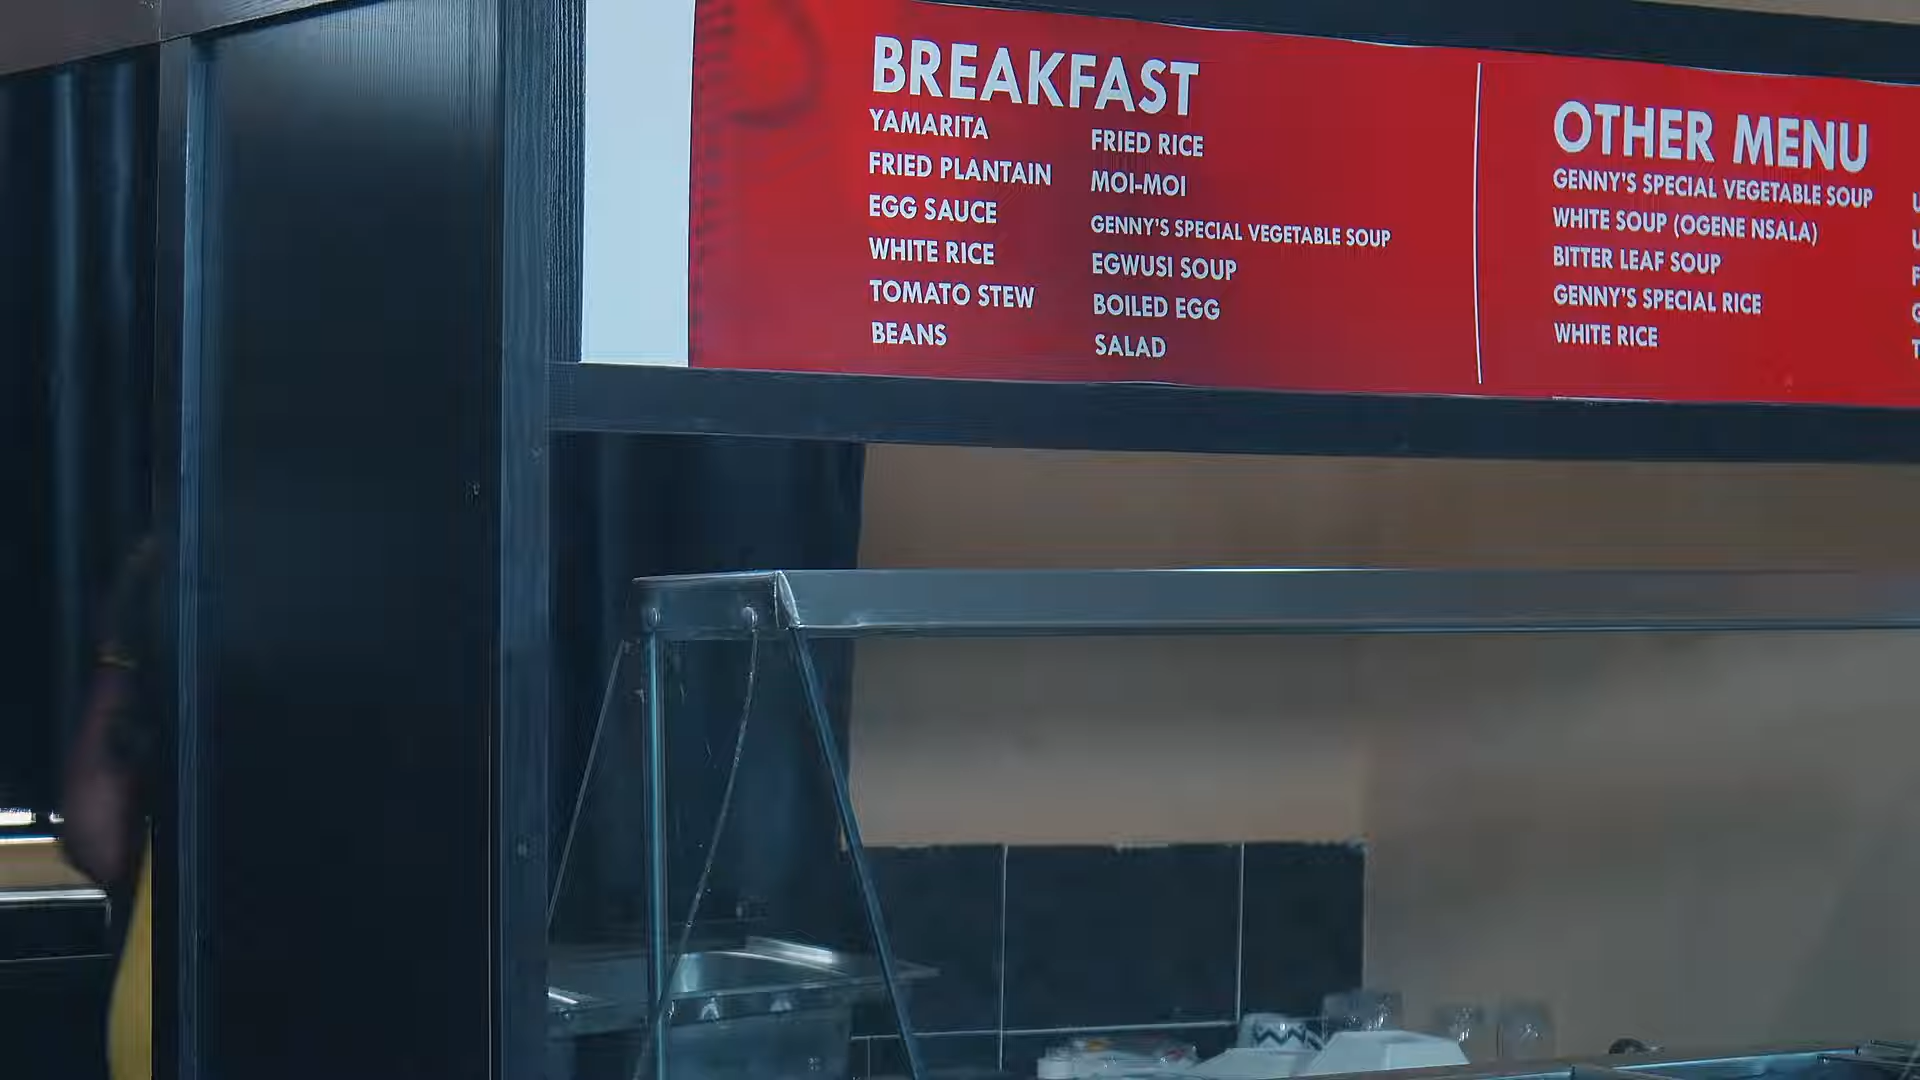 BREAKFAST
YAMARITA
FRIED PLANTAIN
EGG SAUCE
WHITE RICE
TOMATO STEW
BEANS
FRIED RICE
MOI-MOI
GENNY'S SPECIAL VEGETABLE SOUP
EGWUSI SOUP
BOILED EGG
SALAD
OTHER MENU
GENNY'S SPECIAL VEGETABLE SOUP
WHITE SOUP (OGENE NSALA)
BITTER LEAF SOUP
GENNY'S SPECIAL RICE
WHITE RICE